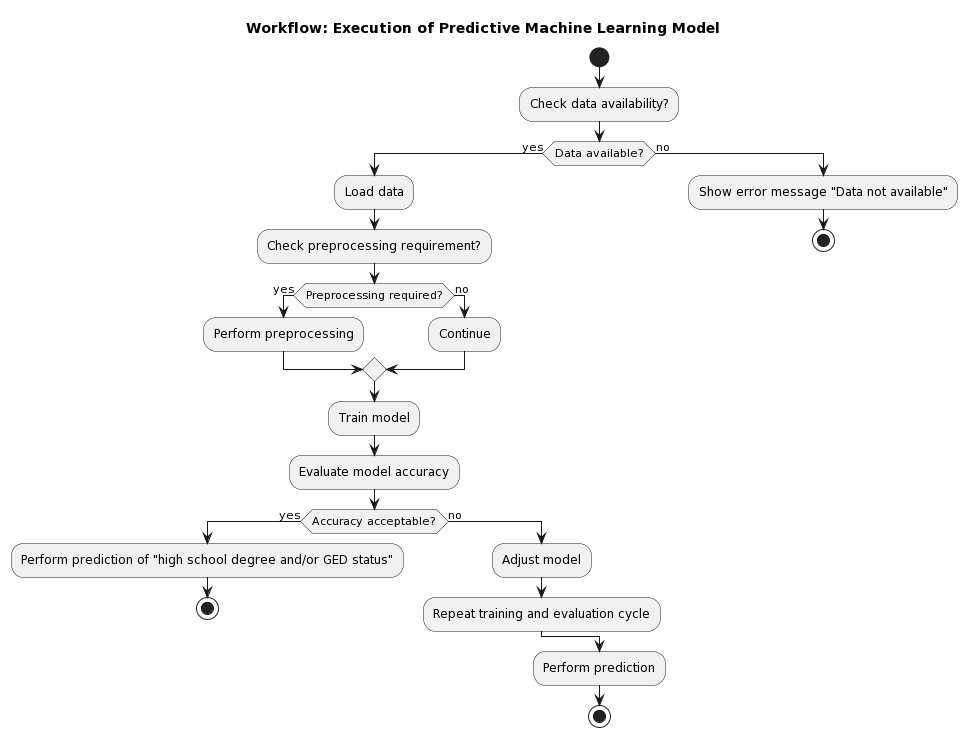 Workflow: Execution of Predictive Machine Learning Model
Check data availability?
yes
Data available?
no
Load data
Show error message "Data not available"
Check preprocessing requirement?
yes
Preprocessing required?
no
Perform preprocessing
Continue
Train model
Evaluate model accuracy
yes
Accuracy acceptable?
no
Perform prediction of "high school degree and/or GED status"
Adjust model
Repeat training and evaluation cycle
Perform prediction